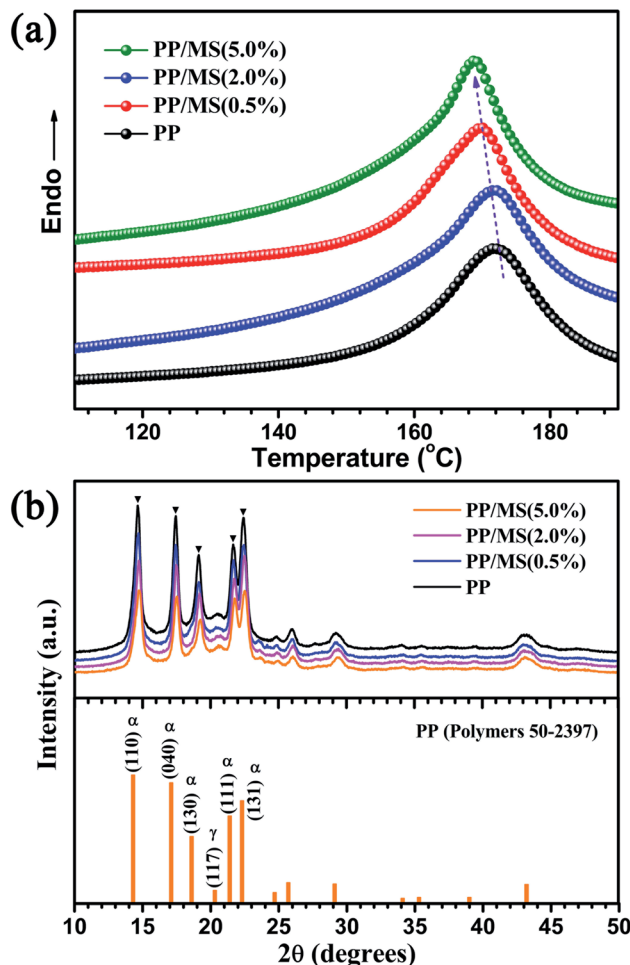 (a)
PP/MS(5.0%)
PP/MS(2.0%)
PP/MS(0.5%)
PP
Endo
120 140 160 180
Temperature (°C)
(b)
PP/MS(5.0%)
PP/MS(2.0%)
PP/MS(0.5%)
PP
Intensity (a.u.)
PP (Polymers 50-2397)
(110) α
(040) α
(130) α
(117) γ
(111) α
(131) α
10 15 20 25 30 35 40 45 50
2θ (degrees)